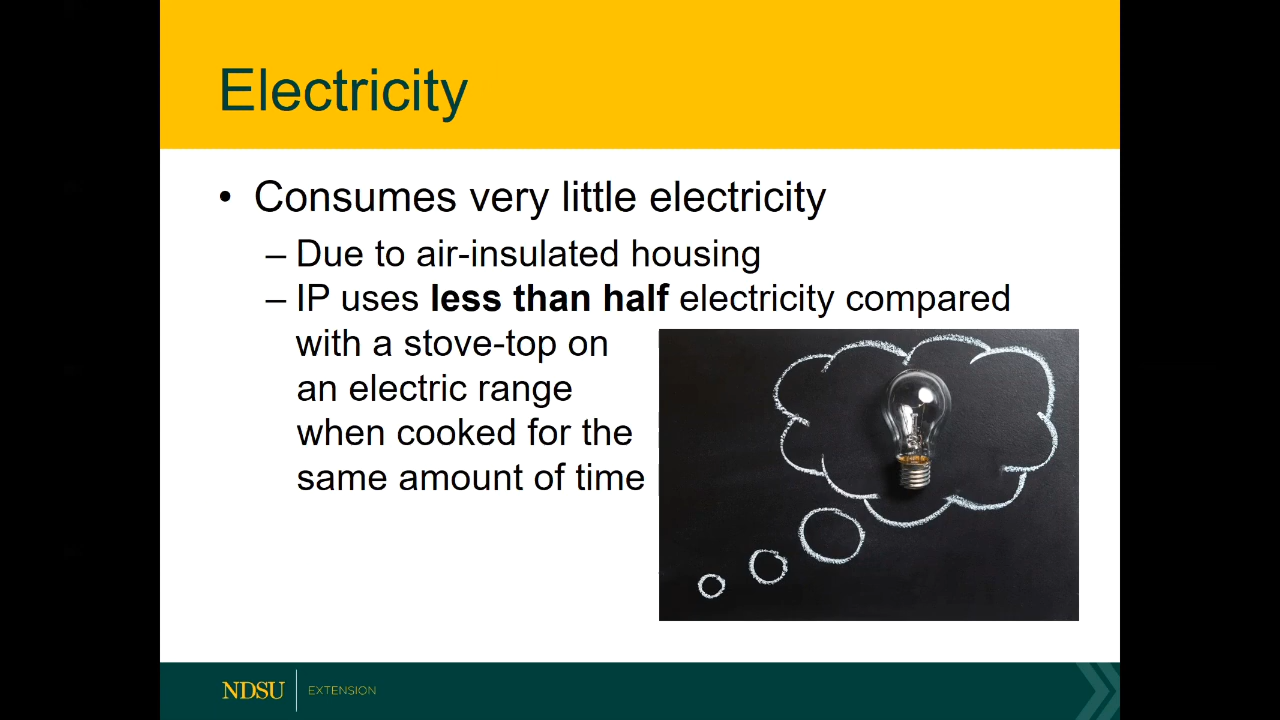 Electricity
• Consumes very little electricity
– Due to air-insulated housing
– IP uses less than half electricity compared
with a stove-top on
an electric range
when cooked for the
same amount of time
NDSU EXTENSION